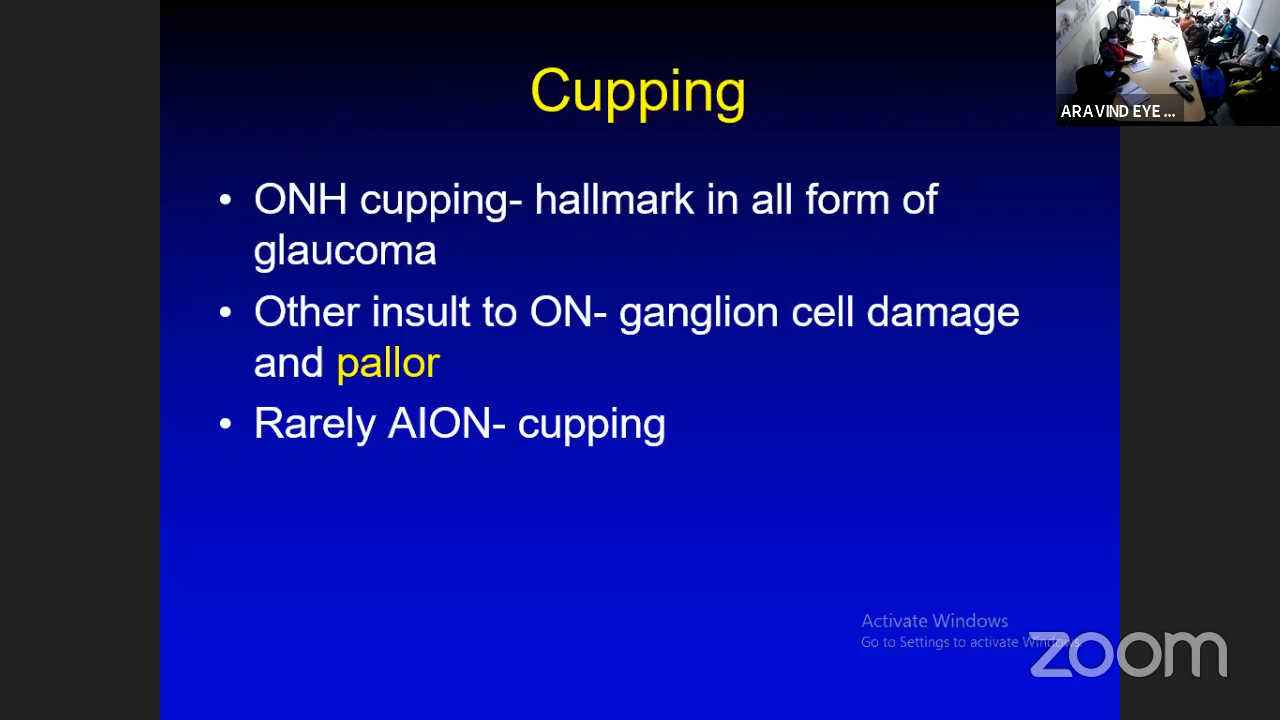 Cupping
ARAVIND EYE ...
• ONH cupping- hallmark in all form of
glaucoma
• Other insult to ON- ganglion cell damage
and pallor
• Rarely AION- cupping
Activate Windows
Go to Settings to activate Windows.
zoom